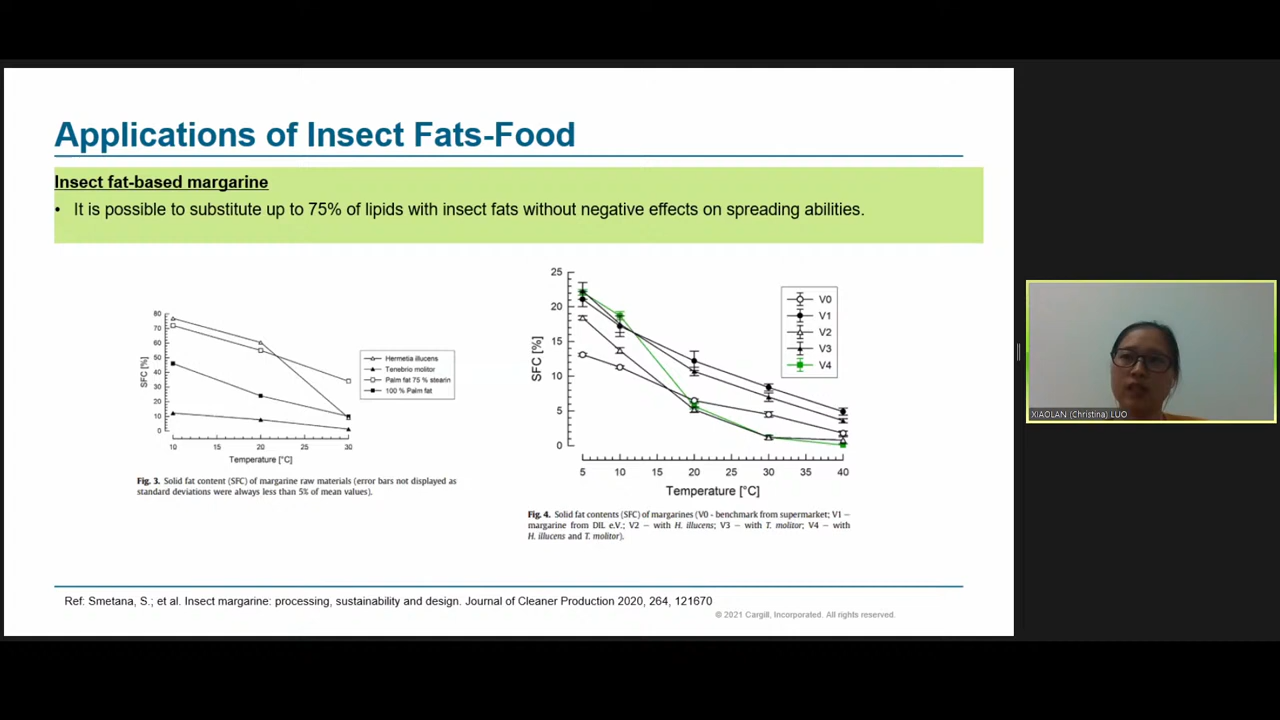 Applications of Insect Fats-Food
Insect fat-based margarine
• It is possible to substitute up to 75% of lipids with insect fats without negative effects on spreading abilities.
80
70
60
50
40
30
20
10
0
SFC [%]
10
20
30
Temperature [°C]
Hermetia illucens
Tenebrio molitor
Palm fat 75 % stearin
100 % Palm fat
Fig. 3. Solid fat content (SFC) of margarine raw materials (error bars not displayed as
standard deviations were always less than 5% of mean values).
25
20
15
10
5
0
SFC [%]
5
10
15
20
25
30
35
40
Temperature [°C]
V0
V1
V2
V3
V4
Fig. 4. Solid fat contents (SFC) of margarines (V0 - benchmark from supermarket; V1 –
margarine from DIL e.V.; V2 – with H. illucens; V3 – with T. molitor; V4 – with
H. illucens and T. molitor).
Ref: Smetana, S.; et al. Insect margarine: processing, sustainability and design. Journal of Cleaner Production 2020, 264, 121670
© 2021 Cargill, Incorporated. All rights reserved.
XIAOLAN (Christina) LUO